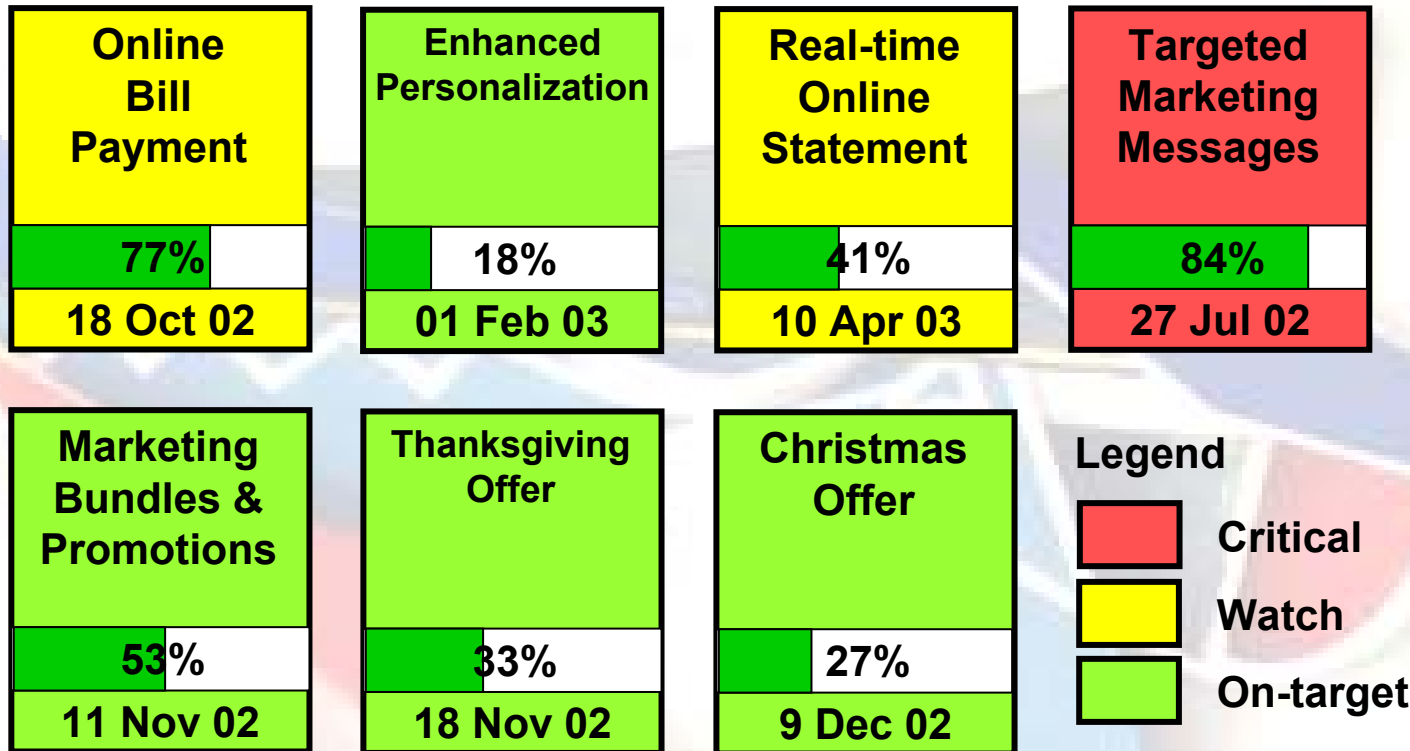 Online
Bill
Payment
77%
18 Oct 02
Enhanced
Personalization
18%
01 Feb 03
Real-time
Online
Statement
41%
10 Apr 03
Targeted
Marketing
Messages
84%
27 Jul 02
Marketing
Bundles &
Promotions
53%
11 Nov 02
Thanksgiving
Offer
33%
18 Nov 02
Christmas
Offer
27%
9 Dec 02
Legend
Critical
Watch
On-target